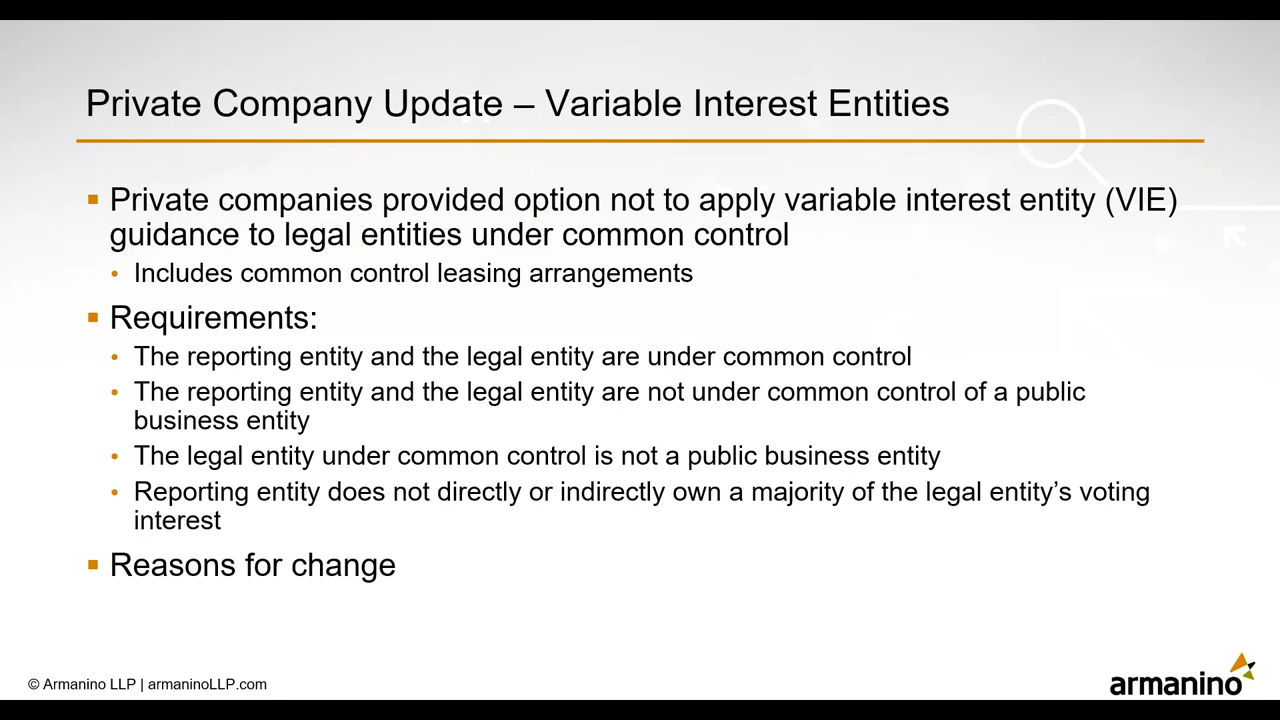 Private Company Update – Variable Interest Entities
▪ Private companies provided option not to apply variable interest entity (VIE)
guidance to legal entities under common control
• Includes common control leasing arrangements
▪ Requirements:
• The reporting entity and the legal entity are under common control
• The reporting entity and the legal entity are not under common control of a public
business entity
• The legal entity under common control is not a public business entity
• Reporting entity does not directly or indirectly own a majority of the legal entity’s voting
interest
▪ Reasons for change
© Armanino LLP | armaninoLLP.com
armanino